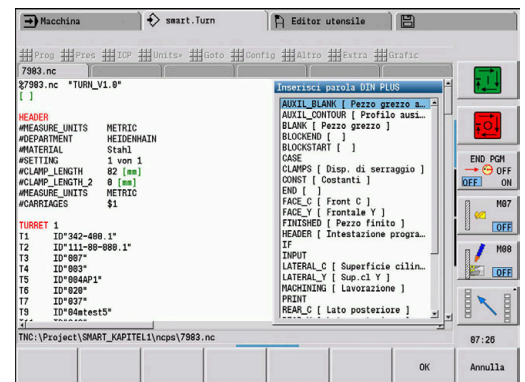 Macchina
smart.Turn
Editor utensile
Prog
Pres
ICP
Units»
Goto
Config
Altro
Extra
Grafic
7983.nc
%7983.nc "TURN_V1.0"
[ ]
HEADER
#MEASURE_UNITS METRIC
#DEPARTMENT HEIDENHAIN
#MATERIAL Stahl
#SETTING 1 von 1
#CLAMP_LENGTH 82 [mm]
#CLAMP_LENGTH_2 0 [mm]
#MEASURE_UNITS METRIC
#CARRIAGES $1
TURRET 1
T1 ID"342-400.1"
T2 ID"111-80-080.1"
T3 ID"007"
T4 ID"003"
T5 ID"004AP1"
T6 ID"020"
T7 ID"037"
T9 ID"04mtest5"
Inserisci parola DIN PLUS
AUXIL_BLANK [ Pezzo grezzo a…
AUXIL_CONTOUR [ Profilo ausi…
BLANK [ Pezzo grezzo ]
BLOCKEND [ ]
BLOCKSTART [ ]
CASE
CLAMPS [ Disp. di serraggio ]
CONST [ Costanti ]
END [ ]
FACE_C [ Front C ]
FACE_Y [ Frontale Y ]
FINISHED [ Pezzo finito ]
HEADER [ Intestazione progra…
IF
INPUT
LATERAL_C [ Superficie cilin…
LATERAL_Y [ Sup.cl Y ]
MACHINING [ Lavorazione ]
PRINT
REAR_C [ Lato posteriore ]
TNC:\Project\SMART_KAPITEL1\ncps\7983.nc
END PGM
OFF
OFF ON
M07
OFF
M08
OFF
07:26
OK
Annulla